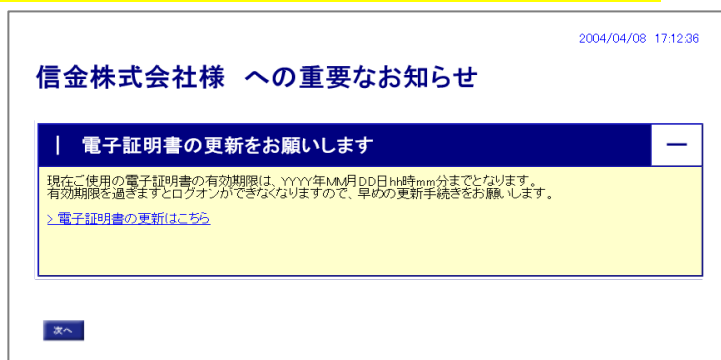 2004/04/08 17:12:36
信金株式会社様 への重要なお知らせ
| 電子証明書の更新をお願いします
現在ご使用の電子証明書の有効期限は、YYYY年MM月DD日hh時mm分までとなります。
有効期限を過ぎますとログオンができなくなりますので、早めの更新手続きをお願いします。
> 電子証明書の更新はこちら
次へ